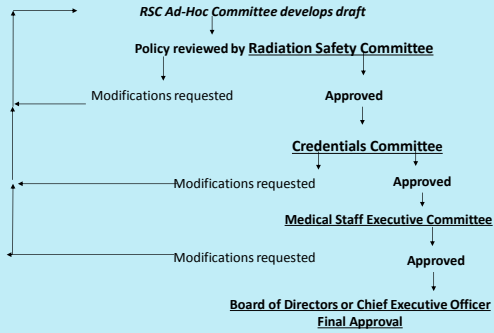 RSC Ad-Hoc Committee develops draft
Policy reviewed by Radiation Safety Committee
Modifications requested
Approved
Credentials Committee
Modifications requested
Approved
Medical Staff Executive Committee
Modifications requested
Approved
Board of Directors or Chief Executive Officer
Final Approval